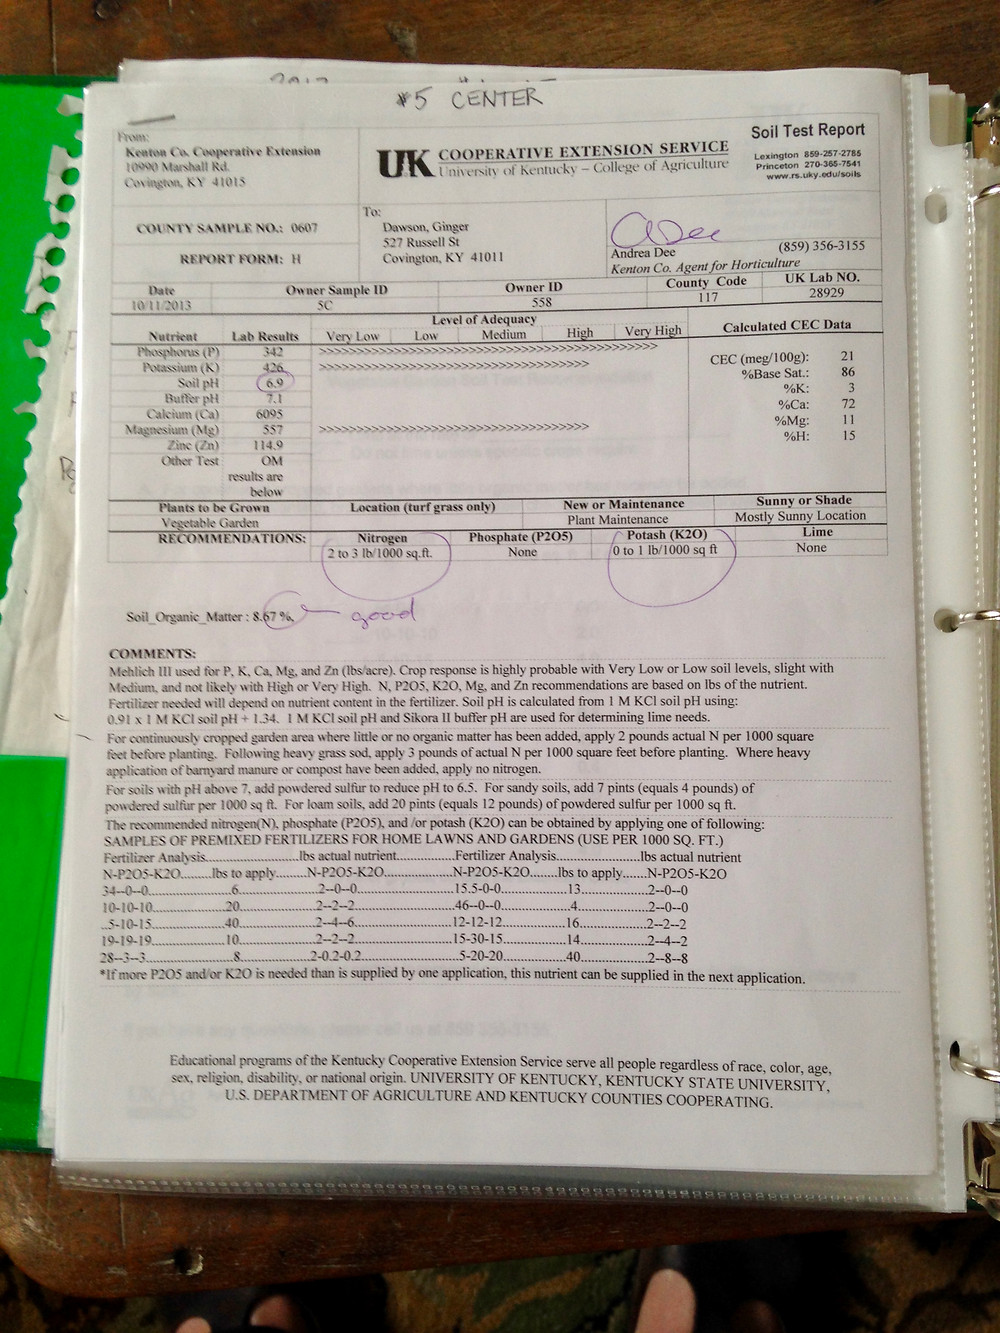 #5 CENTER
From:
Kenton Co. Cooperative Extension
10990 Marshall Rd.
Covington, KY 41015
UK COOPERATIVE EXTENSION SERVICE
University of Kentucky – College of Agriculture
Soil Test Report
Lexington 859-257-2785
Princeton 270-365-7541
www.rs.uky.edu/soils
COUNTY SAMPLE NO.: 0607
REPORT FORM: H
To:
Dawson, Ginger
527 Russell St
Covington, KY 41011
ADee
Andrea Dee (859) 356-3155
Kenton Co. Agent for Horticulture
Date Owner Sample ID Owner ID County Code UK Lab NO.
10/11/2013 5C 558 117 28929
Level of Adequacy
Nutrient Lab Results Very Low Low Medium High Very High Calculated CEC Data
Phosphorus (P) 342 >>>>>>>>>>>>>>>>>>>>>>>>>>>>>>>>>>>>>>>>>>>>>>>>>>
Potassium (K) 426 >>>>>>>>>>>>>>>>>>>>>>>>>>>>>>>>>>>>>>>>
Soil pH 6.9
Buffer pH 7.1
Calcium (Ca) 6095
Magnesium (Mg) 557 >>>>>>>>>>>>>>>>>>>>>>>>>>>>>>>>>>>>>>>>
Zinc (Zn) 114.9
Other Test OM
results are
below
CEC (meg/100g): 21
%Base Sat.: 86
%K: 3
%Ca: 72
%Mg: 11
%H: 15
Plants to be Grown Location (turf grass only) New or Maintenance Sunny or Shade
Vegetable Garden Plant Maintenance Mostly Sunny Location
RECOMMENDATIONS: Nitrogen Phosphate (P2O5) Potash (K2O) Lime
2 to 3 lb/1000 sq.ft. None 0 to 1 lb/1000 sq ft None
Soil_Organic_Matter : 8.67 %, good
COMMENTS:
Mehlich III used for P, K, Ca, Mg, and Zn (lbs/acre). Crop response is highly probable with Very Low or Low soil levels, slight with
Medium, and not likely with High or Very High. N, P2O5, K2O, Mg, and Zn recommendations are based on lbs of the nutrient.
Fertilizer needed will depend on nutrient content in the fertilizer. Soil pH is calculated from 1 M KCl soil pH using:
0.91 x 1 M KCl soil pH + 1.34. 1 M KCl soil pH and Sikora II buffer pH are used for determining lime needs.
For continuously cropped garden area where little or no organic matter has been added, apply 2 pounds actual N per 1000 square
feet before planting. Following heavy grass sod, apply 3 pounds of actual N per 1000 square feet before planting. Where heavy
application of barnyard manure or compost have been added, apply no nitrogen.
For soils with pH above 7, add powdered sulfur to reduce pH to 6.5. For sandy soils, add 7 pints (equals 4 pounds) of
powdered sulfur per 1000 sq ft. For loam soils, add 20 pints (equals 12 pounds) of powdered sulfur per 1000 sq ft.
The recommended nitrogen(N), phosphate (P2O5), and /or potash (K2O) can be obtained by applying one of following:
SAMPLES OF PREMIXED FERTILIZERS FOR HOME LAWNS AND GARDENS (USE PER 1000 SQ. FT.)
Fertilizer Analysis........................lbs actual nutrient...............Fertilizer Analysis........................lbs actual nutrient
N-P2O5-K2O........lbs to apply......N-P2O5-K2O...............N-P2O5-K2O........lbs to apply......N-P2O5-K2O
34--0--0....................6....................2--0--0....................15.5-0-0.............13................2--0--0
10-10-10...................20...................2--2--2....................46--0--0..............4................2--0--0
..5-10-15..................40...................2--4--6....................12-12-12.............16................2--2--2
19-19-19...................10...................2--2--2....................15-30-15.............14................2--4--2
28--3--3....................8..................2-0.2-0.2...................5-20-20..............40................2--8--8
*If more P2O5 and/or K2O is needed than is supplied by one application, this nutrient can be supplied in the next application.
Educational programs of the Kentucky Cooperative Extension Service serve all people regardless of race, color, age,
sex, religion, disability, or national origin. UNIVERSITY OF KENTUCKY, KENTUCKY STATE UNIVERSITY,
U.S. DEPARTMENT OF AGRICULTURE AND KENTUCKY COUNTIES COOPERATING.